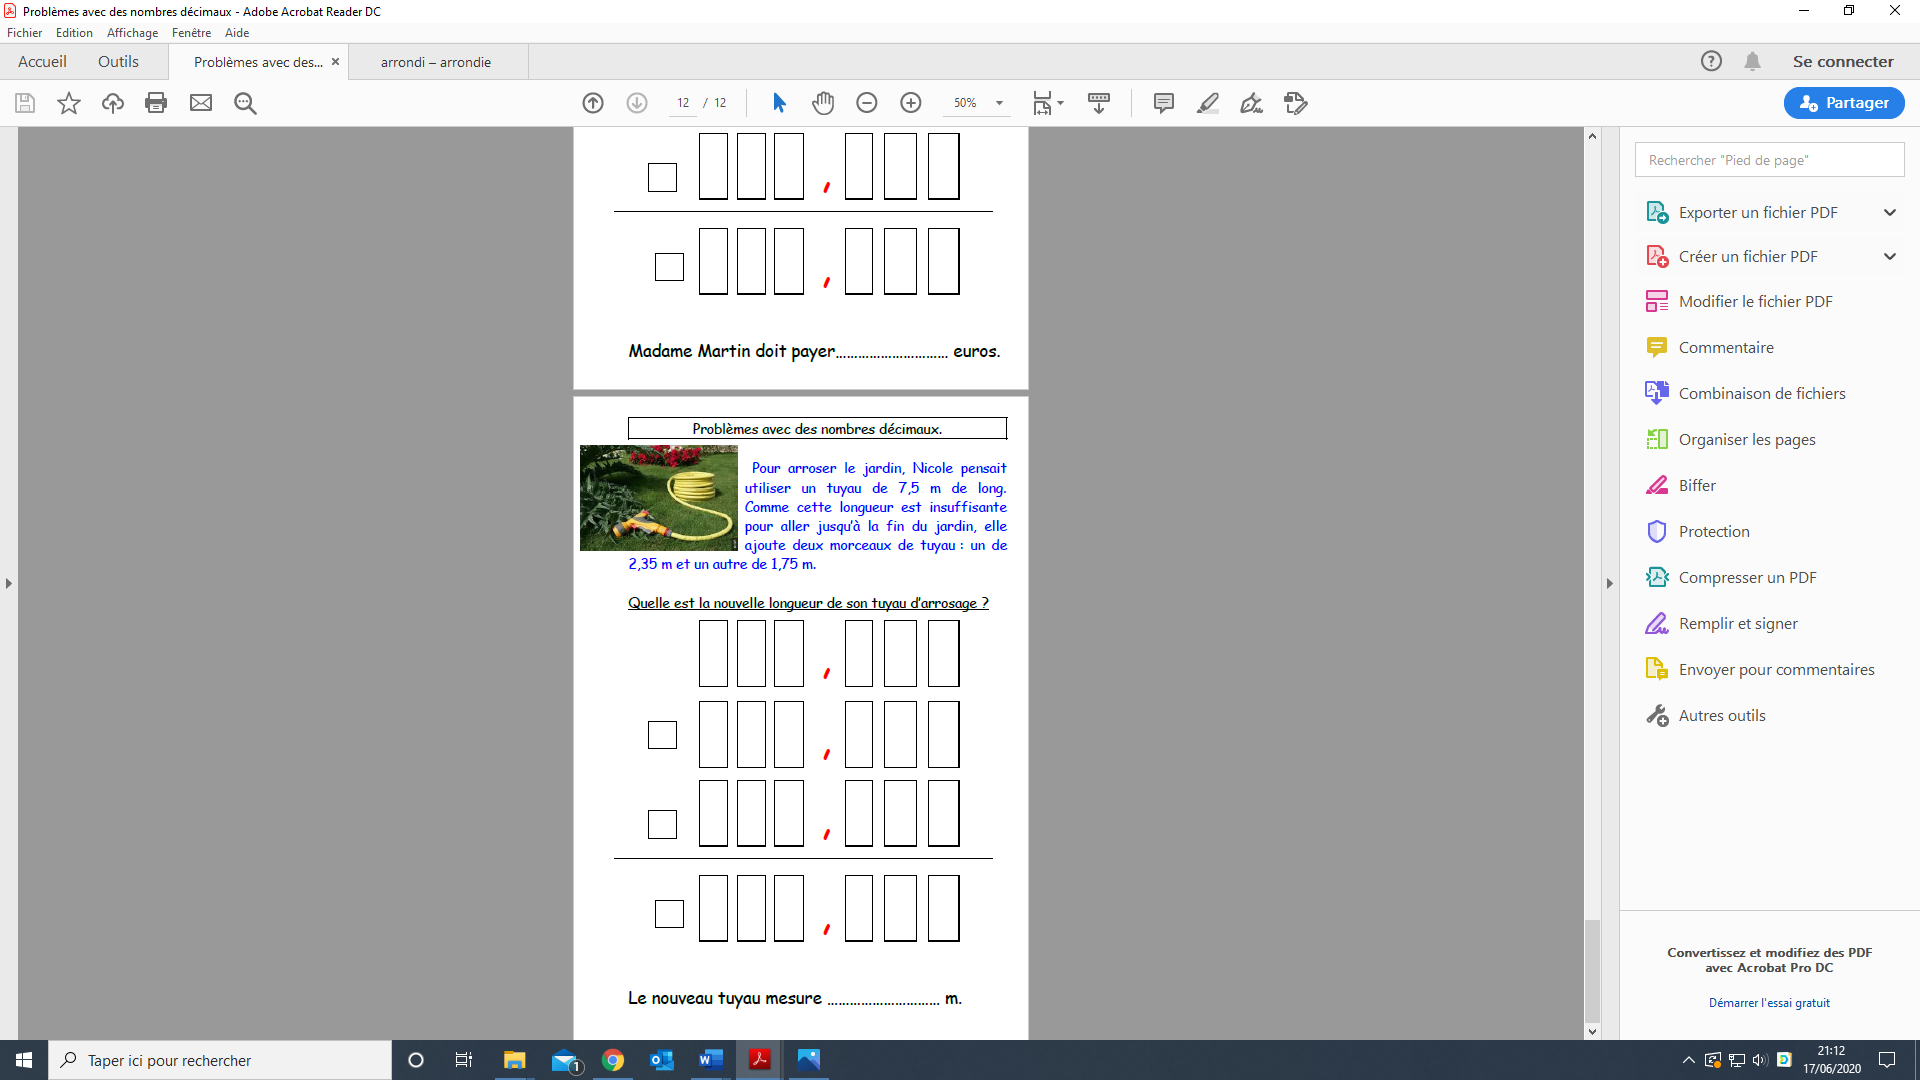 Problèmes avec des nombres décimaux - Adobe Acrobat Reader DC
Fichier Edition Affichage Fenêtre Aide
Accueil Outils Problèmes avec des... × arrondi – arrondie Se connecter
12 / 12 50% Partager
Rechercher "Pied de page"
Exporter un fichier PDF
Créer un fichier PDF
Modifier le fichier PDF
Commentaire
Combinaison de fichiers
Organiser les pages
Biffer
Protection
Compresser un PDF
Remplir et signer
Envoyer pour commentaires
Autres outils
Convertissez et modifiez des PDF
avec Acrobat Pro DC
Démarrer l'essai gratuit
,
,
Madame Martin doit payer………………………… euros.
Problèmes avec des nombres décimaux.
Pour arroser le jardin, Nicole pensait
utiliser un tuyau de 7,5 m de long.
Comme cette longueur est insuffisante
pour aller jusqu'à la fin du jardin, elle
ajoute deux morceaux de tuyau : un de
2,35 m et un autre de 1,75 m.
Quelle est la nouvelle longueur de son tuyau d'arrosage ?
,
,
,
,
Le nouveau tuyau mesure ………………………… m.
Taper ici pour rechercher
1
21:12
17/06/2020